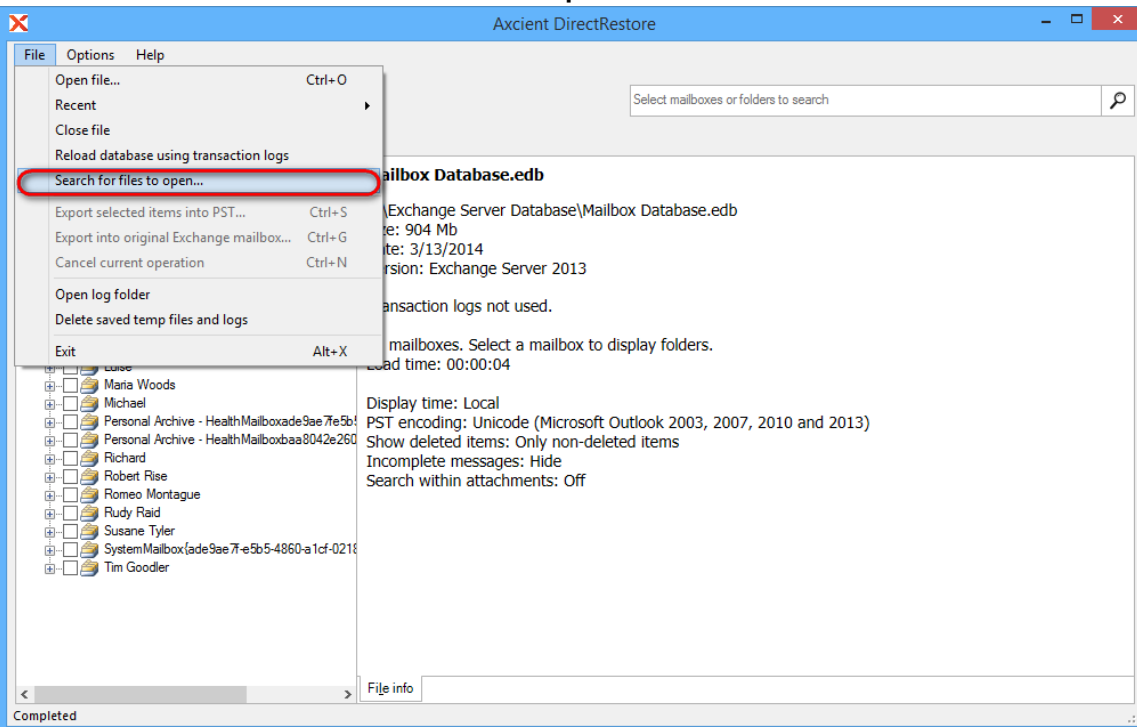 Axcient DirectRestore
File Options Help
Open file... Ctrl+O
Recent
Close file
Reload database using transaction logs
Search for files to open...
Export selected items into PST... Ctrl+S
Export into original Exchange mailbox... Ctrl+G
Cancel current operation Ctrl+N
Open log folder
Delete saved temp files and logs
Exit Alt+X
Select mailboxes or folders to search
Maria Woods
Michael
Personal Archive - HealthMailboxade9ae7fe5b5
Personal Archive - HealthMailboxbaa8042e260
Richard
Robert Rise
Romeo Montague
Rudy Raid
Susane Tyler
SystemMailbox{ade9ae7f-e5b5-4860-a1cf-0218
Tim Goodler
ailbox Database.edb
\Exchange Server Database\Mailbox Database.edb
ze: 904 Mb
ate: 3/13/2014
rsion: Exchange Server 2013
ansaction logs not used.
mailboxes. Select a mailbox to display folders.
Load time: 00:00:04
Display time: Local
PST encoding: Unicode (Microsoft Outlook 2003, 2007, 2010 and 2013)
Show deleted items: Only non-deleted items
Incomplete messages: Hide
Search within attachments: Off
File info
Completed